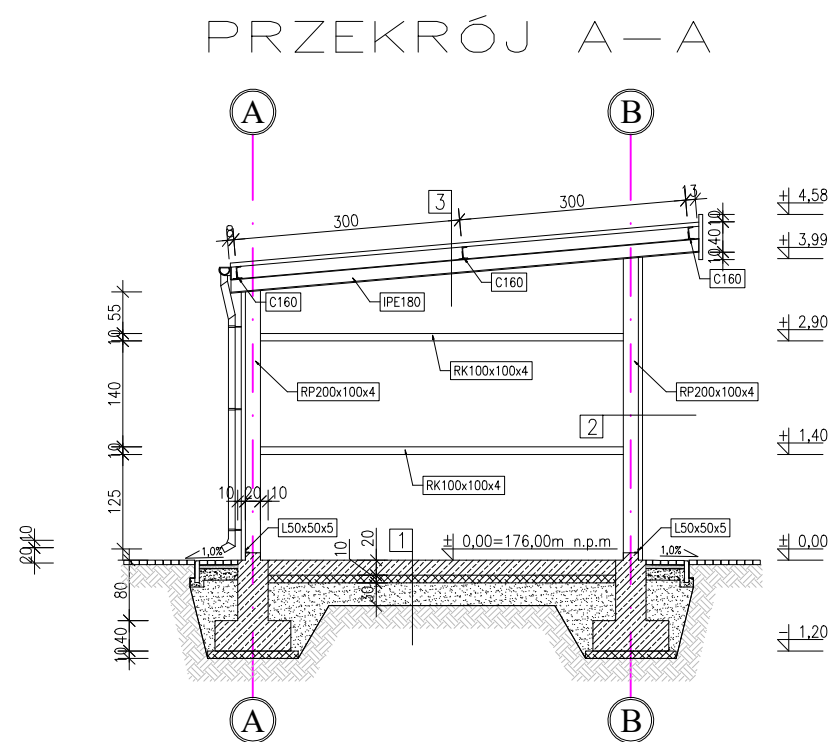 PRZEKRÓJ A—A
A
B
300
3
300
13
8
10
40
10
± 4,58
± 3,99
C160
C160
IPE180
C160
55
10
± 2,90
RK100x100x4
140
RP200x100x4
RP200x100x4
2
10
± 1,40
RK100x100x4
125
10 20 10
L50x50x5
L50x50x5
10
20
1,0%
10
20
30
1
± 0,00=176,00m n.p.m
1,0%
± 0,00
80
40
10
− 1,20
A
B